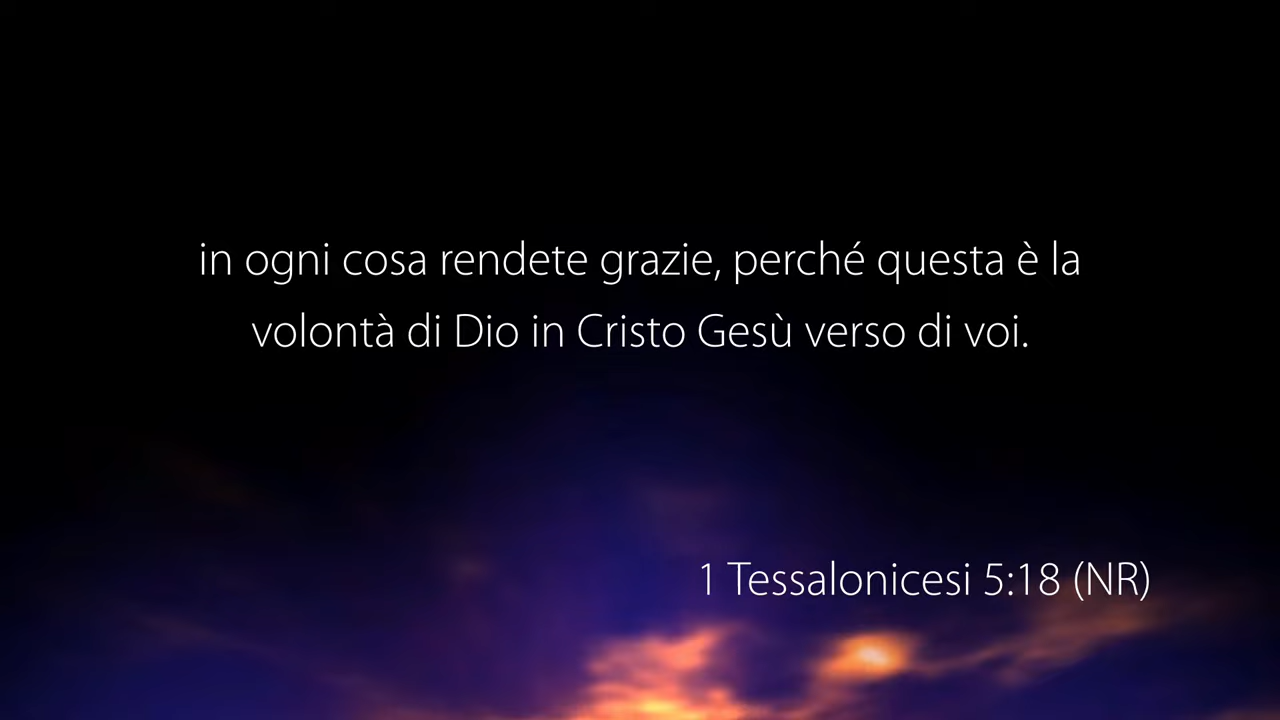 in ogni cosa rendete grazie, perché questa è la
volontà di Dio in Cristo Gesù verso di voi.
1 Tessalonicesi 5:18 (NR)